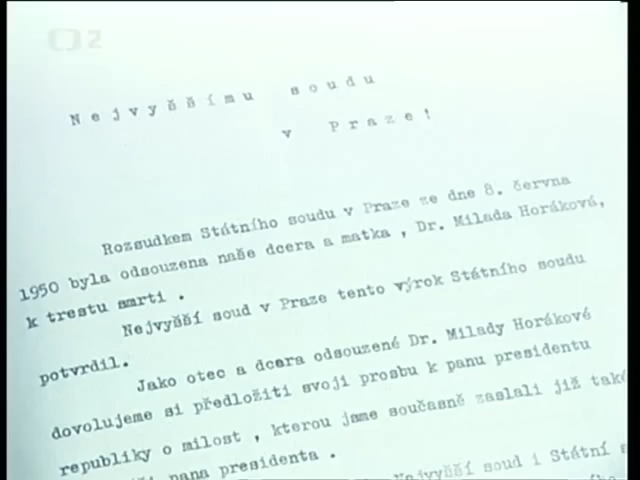 2
Nejvyššímu soudu
v Praze!
Rozsudkem Státního soudu v Praze ze dne 8. června
1950 byla odsouzena naše dcera a matka , Dr. Milada Horáková,
k trestu smrti .
Nejvyšší soud v Praze tento výrok Státního soudu
potvrdil.
Jako otec a dcera odsouzené Dr. Milady Horákové
dovolujeme si předložiti svoji prosbu k panu presidentu
republiky o milost , kterou jsme současně zaslali již také
pana presidenta .
Nejvyšší soud i Státní